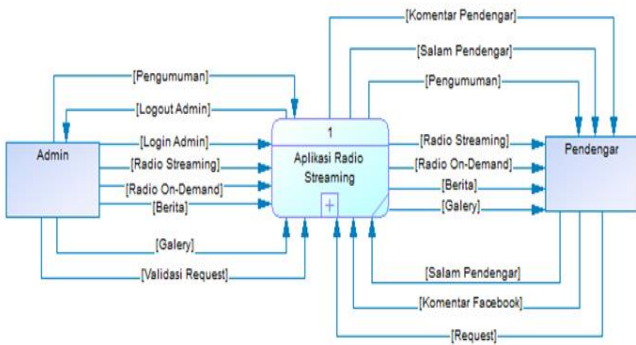 [Komentar Pendengar]
[Salam Pendengar]
[Pengumuman]
[Pengumuman]
[Logout Admin]
1
[Login Admin]
[Radio Streaming]
Admin
Aplikasi Radio
Streaming
Pendengar
[Radio Streaming]
[Radio On-Demand]
[Radio On-Demand]
[Berita]
[Berita]
[Galery]
[Galery]
[Validasi Request]
[Salam Pendengar]
[Komentar Facebook]
[Request]